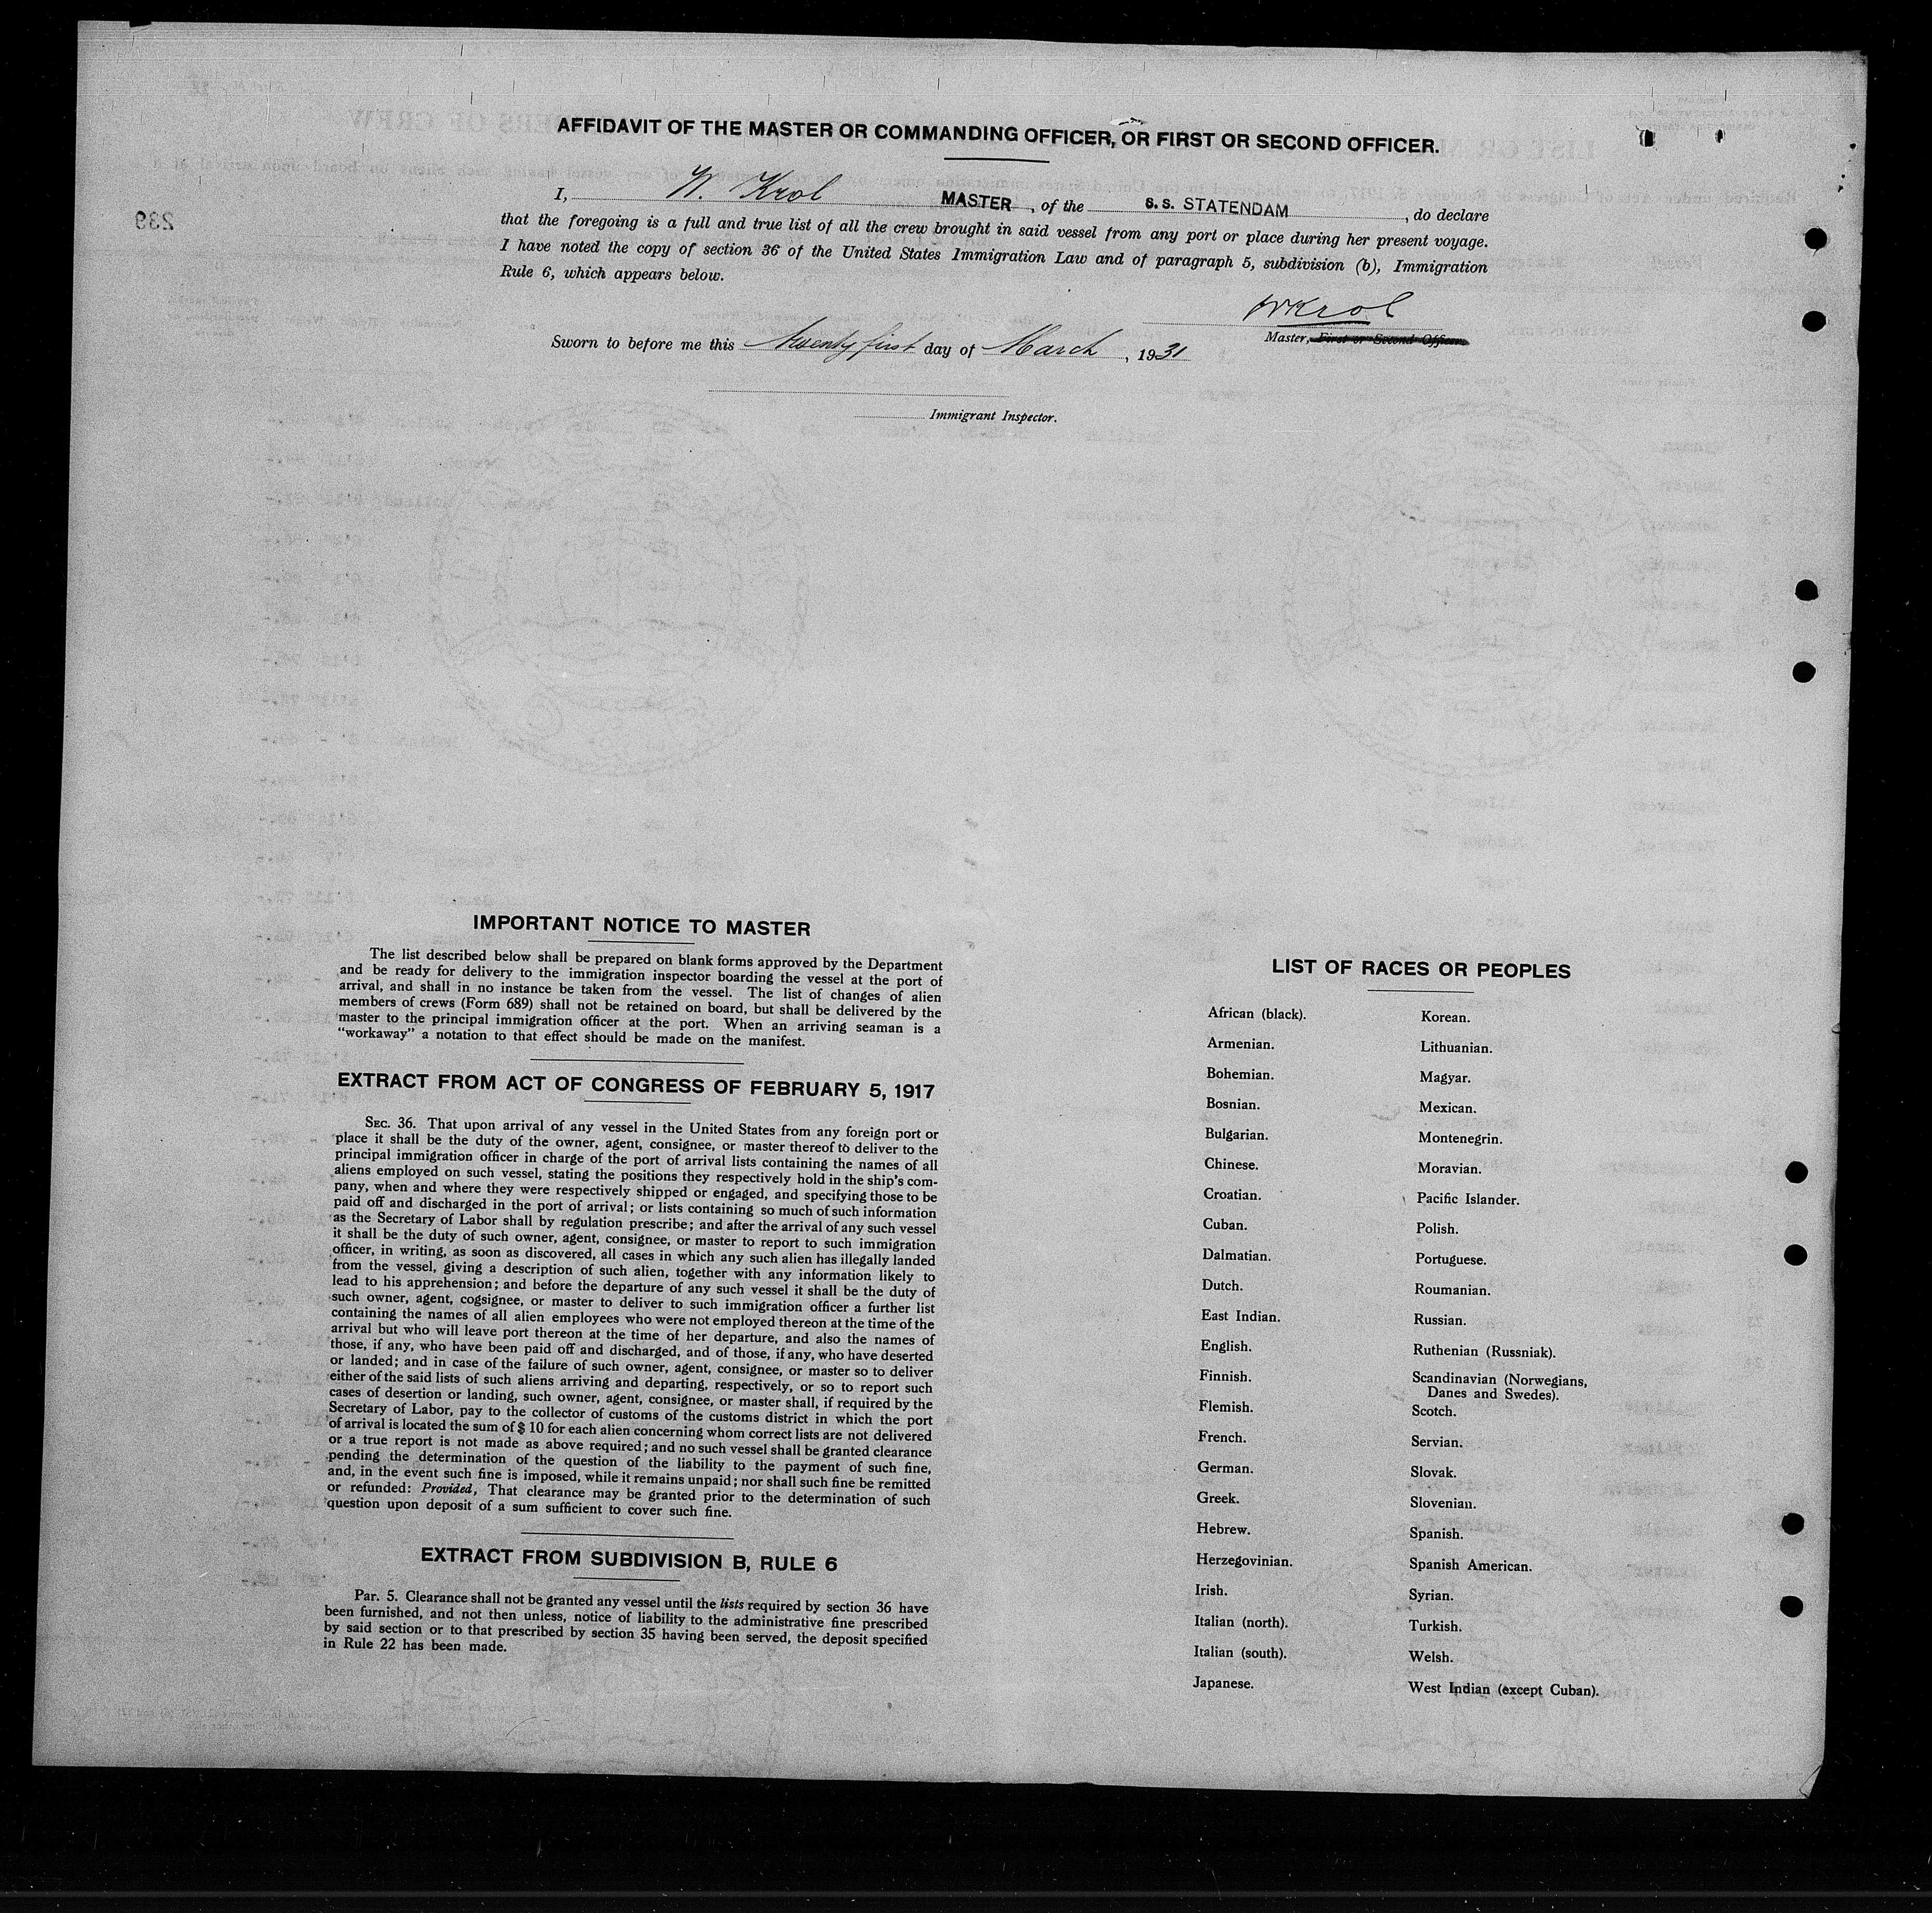 AFFIDAVIT OF THE MASTER OR COMMANDING OFFICER, OR FIRST OR SECOND OFFICER.
I, W. Krol MASTER, of the S.S. STATENDAM, do declare
that the foregoing is a full and true list of all the crew brought in said vessel from any port or place during her present voyage.
I have noted the copy of section 36 of the United States Immigration Law and of paragraph 5, subdivision (b), Immigration
Rule 6, which appears below.
WKrol
Master, First or Second Officer.
Sworn to before me this twenty first day of March, 1931
Immigrant Inspector.
239
IMPORTANT NOTICE TO MASTER
The list described below shall be prepared on blank forms approved by the Department
and be ready for delivery to the immigration inspector boarding the vessel at the port of
arrival, and shall in no instance be taken from the vessel. The list of changes of alien
members of crews (Form 689) shall not be retained on board, but shall be delivered by the
master to the principal immigration officer at the port. When an arriving seaman is a
"workaway" a notation to that effect should be made on the manifest.
EXTRACT FROM ACT OF CONGRESS OF FEBRUARY 5, 1917
SEC. 36. That upon arrival of any vessel in the United States from any foreign port or
place it shall be the duty of the owner, agent, consignee, or master thereof to deliver to the
principal immigration officer in charge of the port of arrival lists containing the names of all
aliens employed on such vessel, stating the positions they respectively hold in the ship's com-
pany, when and where they were respectively shipped or engaged, and specifying those to be
paid off and discharged in the port of arrival; or lists containing so much of such information
as the Secretary of Labor shall by regulation prescribe; and after the arrival of any such vessel
it shall be the duty of such owner, agent, consignee, or master to report to such immigration
officer, in writing, as soon as discovered, all cases in which any such alien has illegally landed
from the vessel, giving a description of such alien, together with any information likely to
lead to his apprehension; and before the departure of any such vessel it shall be the duty of
such owner, agent, cogsignee, or master to deliver to such immigration officer a further list
containing the names of all alien employees who were not employed thereon at the time of the
arrival but who will leave port thereon at the time of her departure, and also the names of
those, if any, who have been paid off and discharged, and of those, if any, who have deserted
or landed; and in case of the failure of such owner, agent, consignee, or master so to deliver
either of the said lists of such aliens arriving and departing, respectively, or so to report such
cases of desertion or landing, such owner, agent, consignee, or master shall, if required by the
Secretary of Labor, pay to the collector of customs of the customs district in which the port
of arrival is located the sum of $ 10 for each alien concerning whom correct lists are not delivered
or a true report is not made as above required; and no such vessel shall be granted clearance
pending the determination of the question of the liability to the payment of such fine,
and, in the event such fine is imposed, while it remains unpaid; nor shall such fine be remitted
or refunded: Provided, That clearance may be granted prior to the determination of such
question upon deposit of a sum sufficient to cover such fine.
EXTRACT FROM SUBDIVISION B, RULE 6
Par. 5. Clearance shall not be granted any vessel until the lists required by section 36 have
been furnished, and not then unless, notice of liability to the administrative fine prescribed
by said section or to that prescribed by section 35 having been served, the deposit specified
in Rule 22 has been made.
LIST OF RACES OR PEOPLES
African (black).
Armenian.
Bohemian.
Bosnian.
Bulgarian.
Chinese.
Croatian.
Cuban.
Dalmatian.
Dutch.
East Indian.
English.
Finnish.
Flemish.
French.
German.
Greek.
Hebrew.
Herzegovinian.
Irish.
Italian (north).
Italian (south).
Japanese.
Korean.
Lithuanian.
Magyar.
Mexican.
Montenegrin.
Moravian.
Pacific Islander.
Polish.
Portuguese.
Roumanian.
Russian.
Ruthenian (Russniak).
Scandinavian (Norwegians,
Danes and Swedes).
Scotch.
Servian.
Slovak.
Slovenian.
Spanish.
Spanish American.
Syrian.
Turkish.
Welsh.
West Indian (except Cuban).